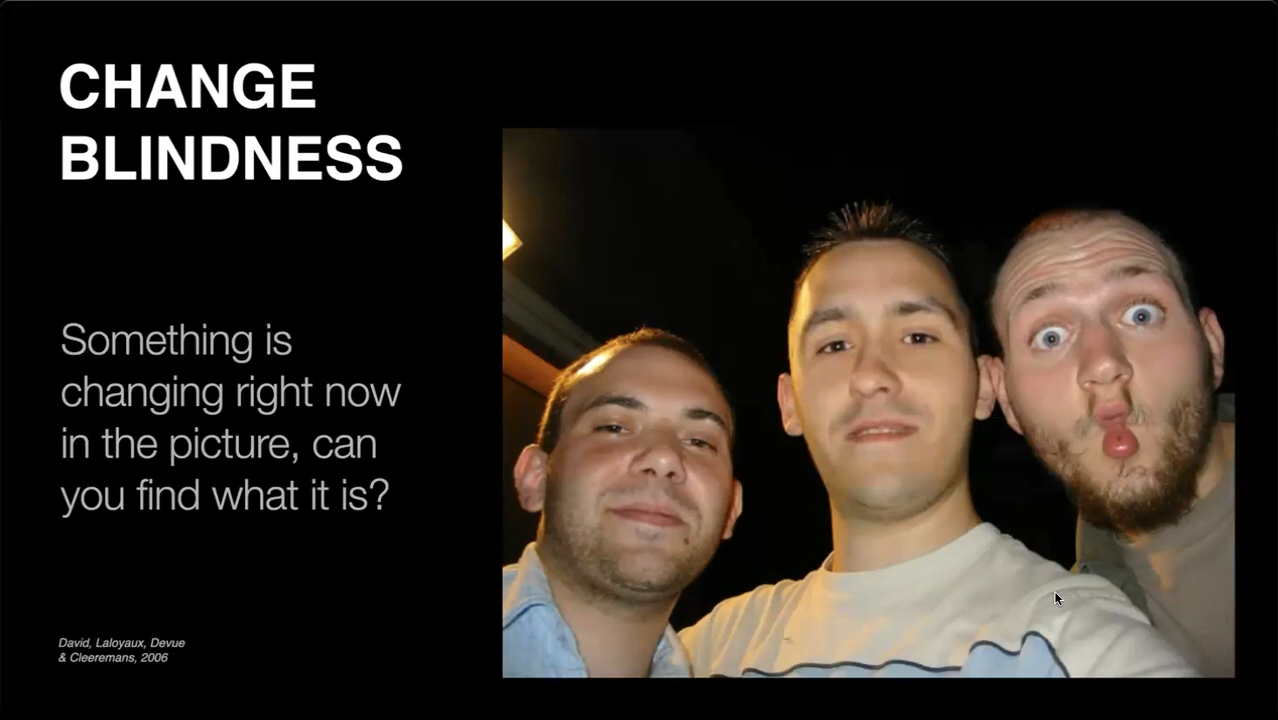 CHANGE
BLINDNESS
Something is
changing right now
in the picture, can
you find what it is?
David, Laloyaux, Devue
& Cleeremans, 2006